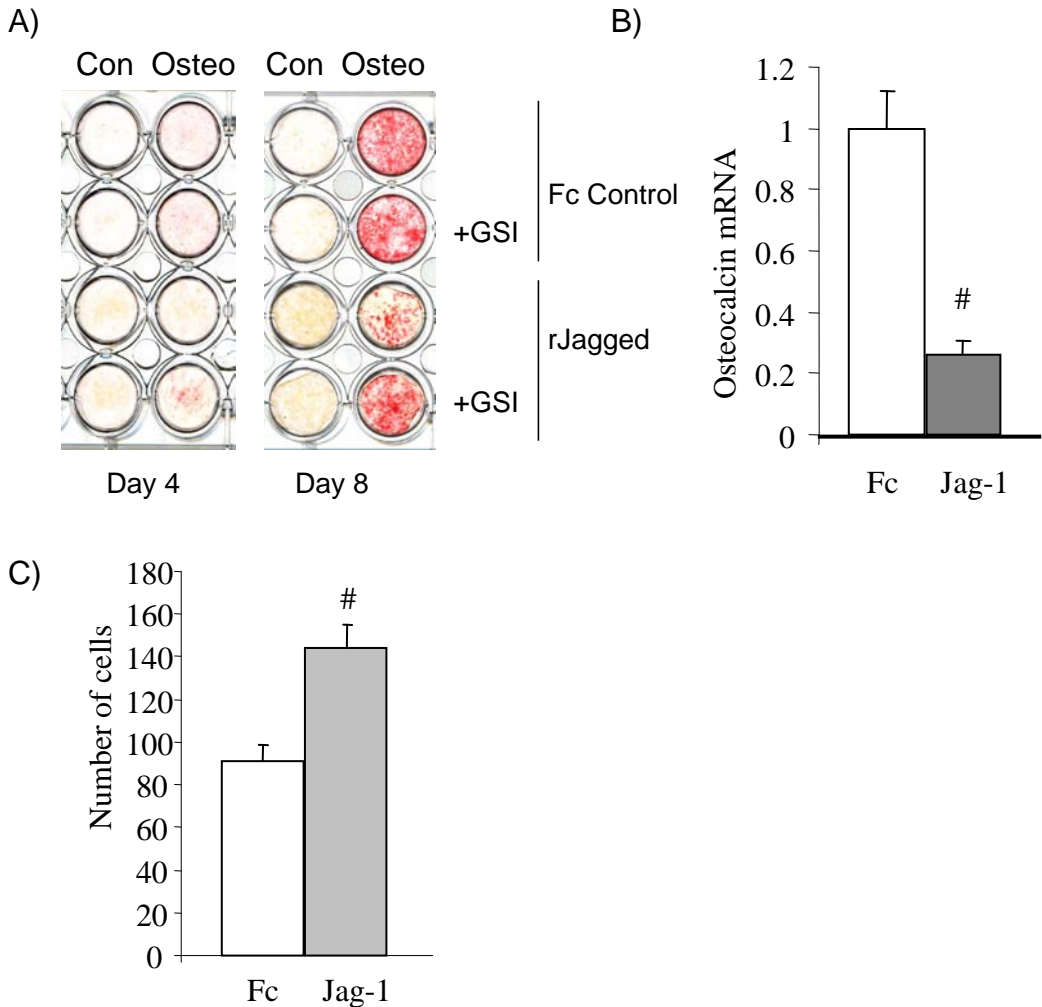 A)
Con Osteo Con Osteo
Fc Control
+GSI
rJagged
+GSI
Day 4 Day 8
B)
Osteocalcin mRNA
1.2
1
0.8
0.6
0.4
0.2
0
#
Fc Jag-1
C)
Number of cells
180
160
140
120
100
80
60
40
20
0
#
Fc Jag-1